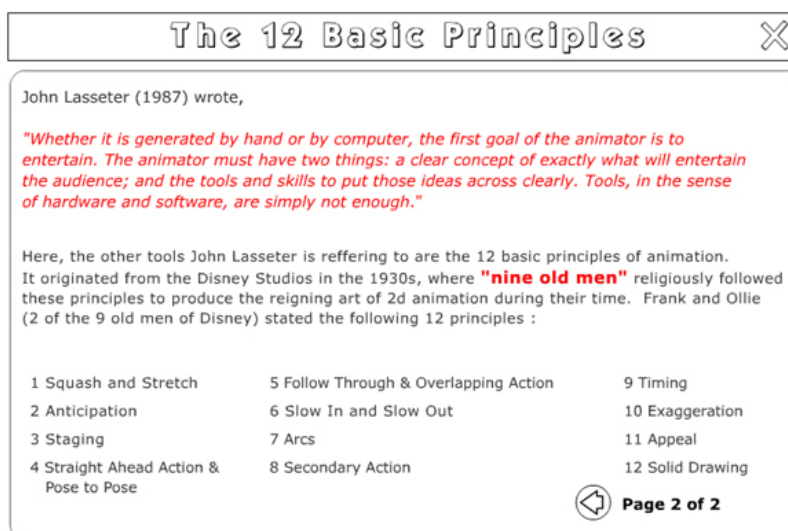 The 12 Basic Principles
John Lasseter (1987) wrote,
"Whether it is generated by hand or by computer, the first goal of the animator is to
entertain. The animator must have two things: a clear concept of exactly what will entertain
the audience; and the tools and skills to put those ideas across clearly. Tools, in the sense
of hardware and software, are simply not enough."
Here, the other tools John Lasseter is reffering to are the 12 basic principles of animation.
It originated from the Disney Studios in the 1930s, where "nine old men" religiously followed
these principles to produce the reigning art of 2d animation during their time. Frank and Ollie
(2 of the 9 old men of Disney) stated the following 12 principles :
1 Squash and Stretch
2 Anticipation
3 Staging
4 Straight Ahead Action &
Pose to Pose
5 Follow Through & Overlapping Action
6 Slow In and Slow Out
7 Arcs
8 Secondary Action
9 Timing
10 Exaggeration
11 Appeal
12 Solid Drawing
Page 2 of 2